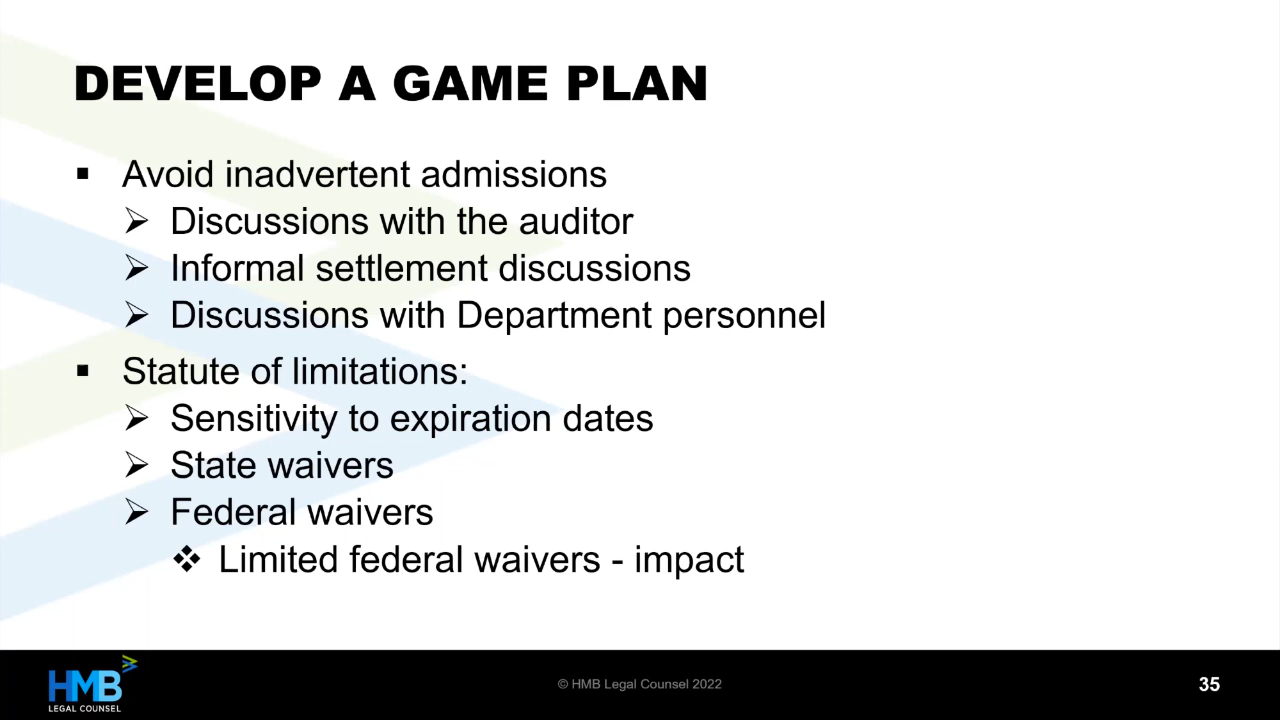 DEVELOP A GAME PLAN
▪ Avoid inadvertent admissions
➢ Discussions with the auditor
➢ Informal settlement discussions
➢ Discussions with Department personnel
▪ Statute of limitations:
➢ Sensitivity to expiration dates
➢ State waivers
➢ Federal waivers
❖ Limited federal waivers - impact
HMB
LEGAL COUNSEL
© HMB Legal Counsel 2022
35